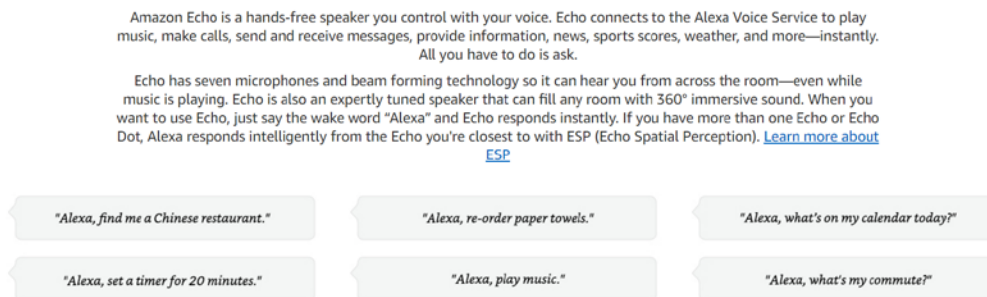 Amazon Echo is a hands-free speaker you control with your voice. Echo connects to the Alexa Voice Service to play
music, make calls, send and receive messages, provide information, news, sports scores, weather, and more—instantly.
All you have to do is ask.
Echo has seven microphones and beam forming technology so it can hear you from across the room—even while
music is playing. Echo is also an expertly tuned speaker that can fill any room with 360° immersive sound. When you
want to use Echo, just say the wake word “Alexa” and Echo responds instantly. If you have more than one Echo or Echo
Dot, Alexa responds intelligently from the Echo you're closest to with ESP (Echo Spatial Perception). Learn more about
ESP
"Alexa, find me a Chinese restaurant."
"Alexa, re-order paper towels."
"Alexa, what's on my calendar today?"
"Alexa, set a timer for 20 minutes."
"Alexa, play music."
"Alexa, what's my commute?"